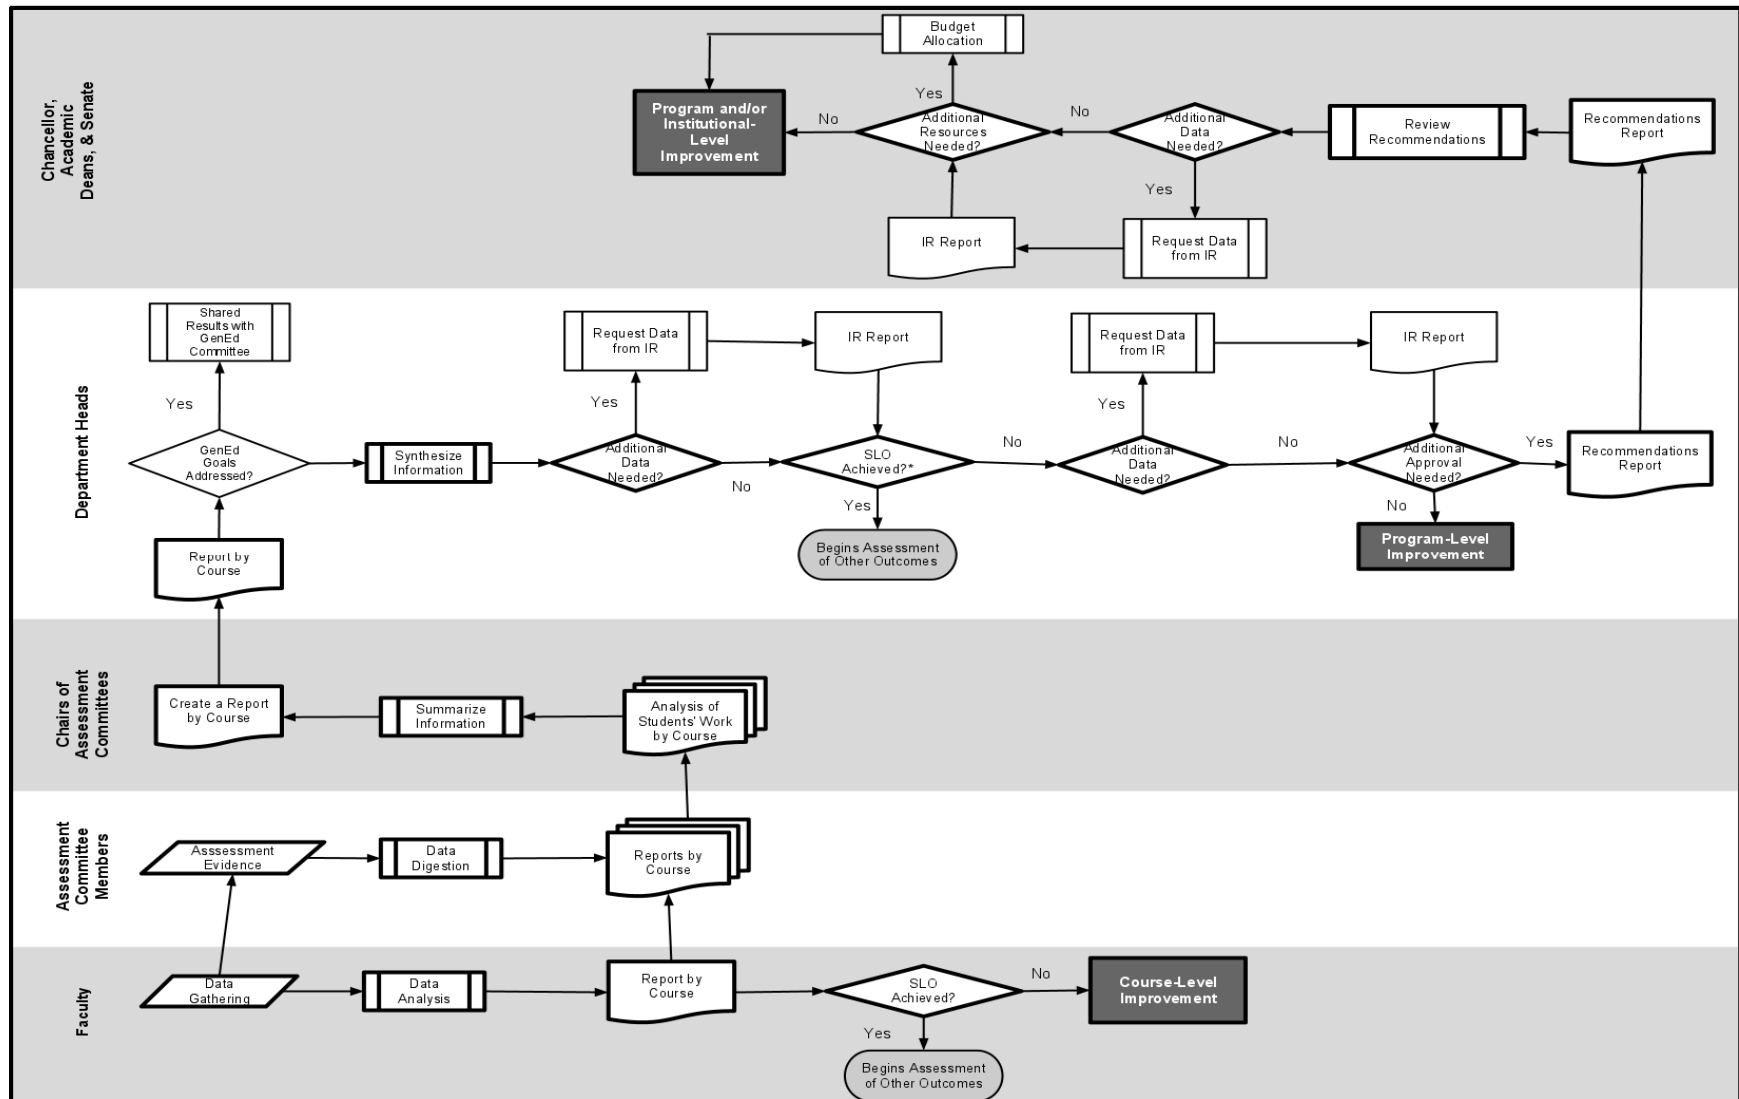 Chancellor,
Academic
Deans, & Senate
Budget
Allocation
Yes
Program and/or
Institutional-
Level
Improvement
No
Additional
Resources
Needed?
No
Additional
Data
Needed?
Review
Recommendations
Recommendations
Report
Yes
IR Report
Request Data
from IR
Department Heads
Shared
Results with
GenEd
Committee
Yes
GenEd
Goals
Addressed?
Synthesize
Information
Request Data
from IR
IR Report
Yes
Additional
Data
Needed?
No
SLO
Achieved?*
Yes
Begins Assessment
of Other Outcomes
No
Request Data
from IR
IR Report
Yes
Additional
Data
Needed?
No
Additional
Approval
Needed?
Yes
Recommendations
Report
No
Program-Level
Improvement
Report by
Course
Chairs of
Assessment
Committees
Create a Report
by Course
Summarize
Information
Analysis of
Students' Work
by Course
Assessment
Committee
Members
Asssessment
Evidence
Data
Digestion
Reports by
Course
Faculty
Data
Gathering
Data
Analysis
Report by
Course
SLO
Achieved?
No
Course-Level
Improvement
Yes
Begins Assessment
of Other Outcomes